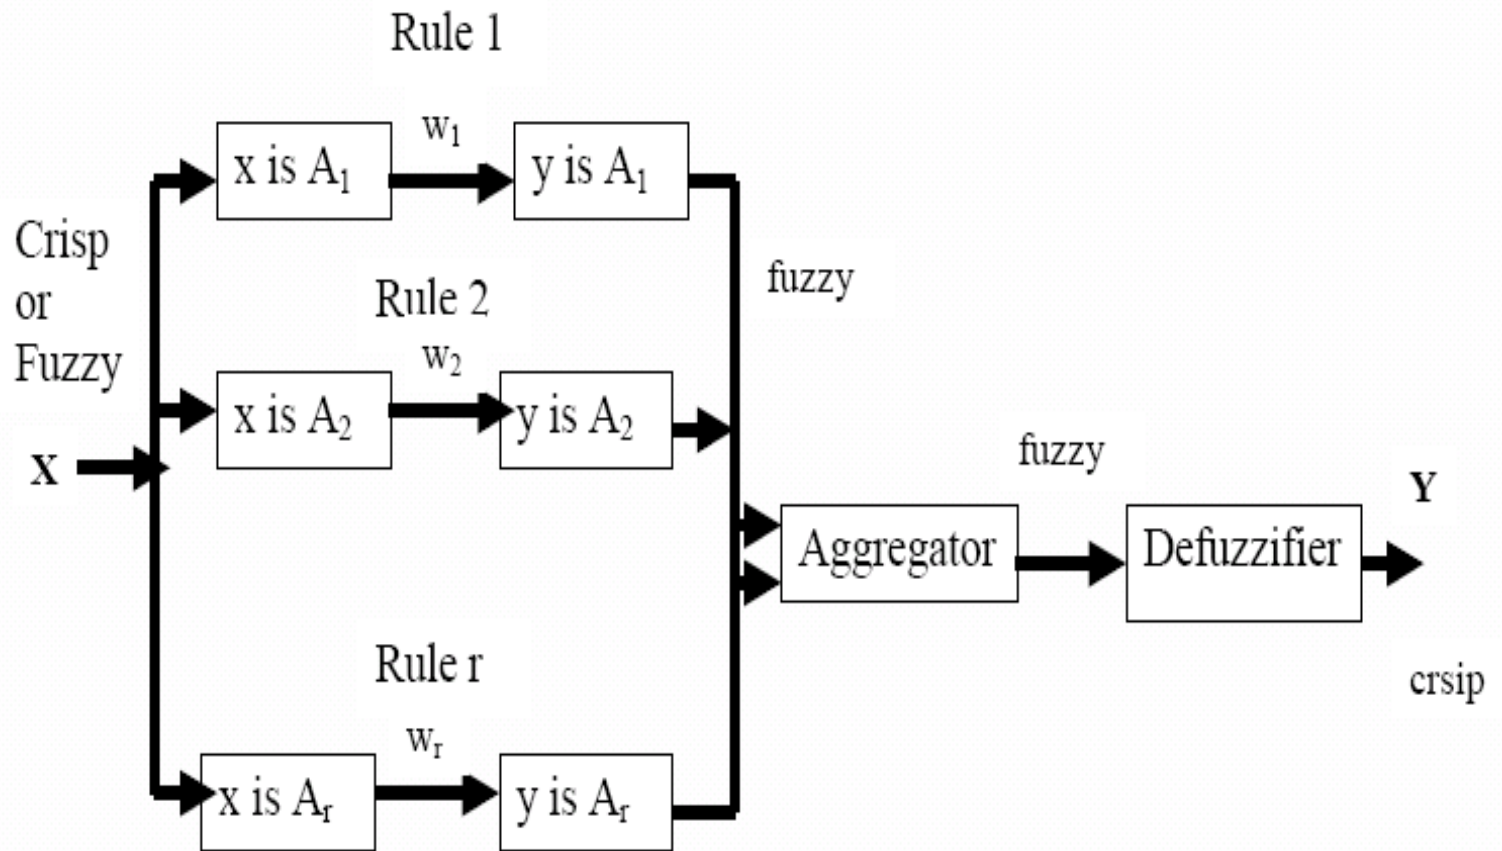 Rule 1
w₁
x is A₁
y is A₁
Crisp
or
Fuzzy
fuzzy
Rule 2
w₂
x is A₂
y is A₂
X
fuzzy
Y
Aggregator
Defuzzifier
crsip
Rule r
wᵣ
x is Aᵣ
y is Aᵣ